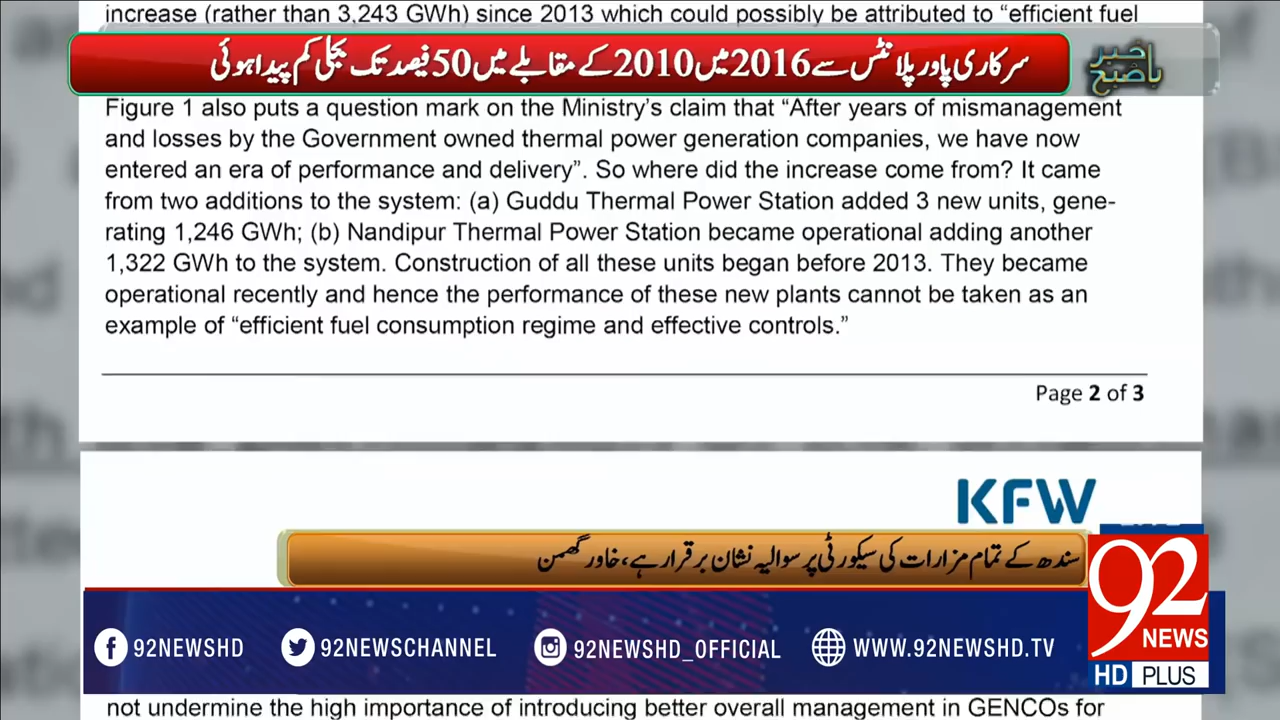 increase (rather than 3,243 GWh) since 2013 which could possibly be attributed to “efficient fuel
سرکاری پاور پلانٹس سے 2016 میں 2010 کے مقابلے میں 50 فیصد تک بجلی کم پیدا ہوئی
باخبر صبح
Figure 1 also puts a question mark on the Ministry’s claim that “After years of mismanagement
and losses by the Government owned thermal power generation companies, we have now
entered an era of performance and delivery”. So where did the increase come from? It came
from two additions to the system: (a) Guddu Thermal Power Station added 3 new units, gene-
rating 1,246 GWh; (b) Nandipur Thermal Power Station became operational adding another
1,322 GWh to the system. Construction of all these units began before 2013. They became
operational recently and hence the performance of these new plants cannot be taken as an
example of “efficient fuel consumption regime and effective controls.”
Page 2 of 3
KFW
سندھ کے تمام مزارات کی سیکورٹی پر سوالیہ نشان برقرار ہے، خاور گھمن
92 NEWS HD PLUS
92NEWSHD 92NEWSCHANNEL 92NEWSHD_OFFICIAL WWW.92NEWSHD.TV
not undermine the high importance of introducing better overall management in GENCOs for